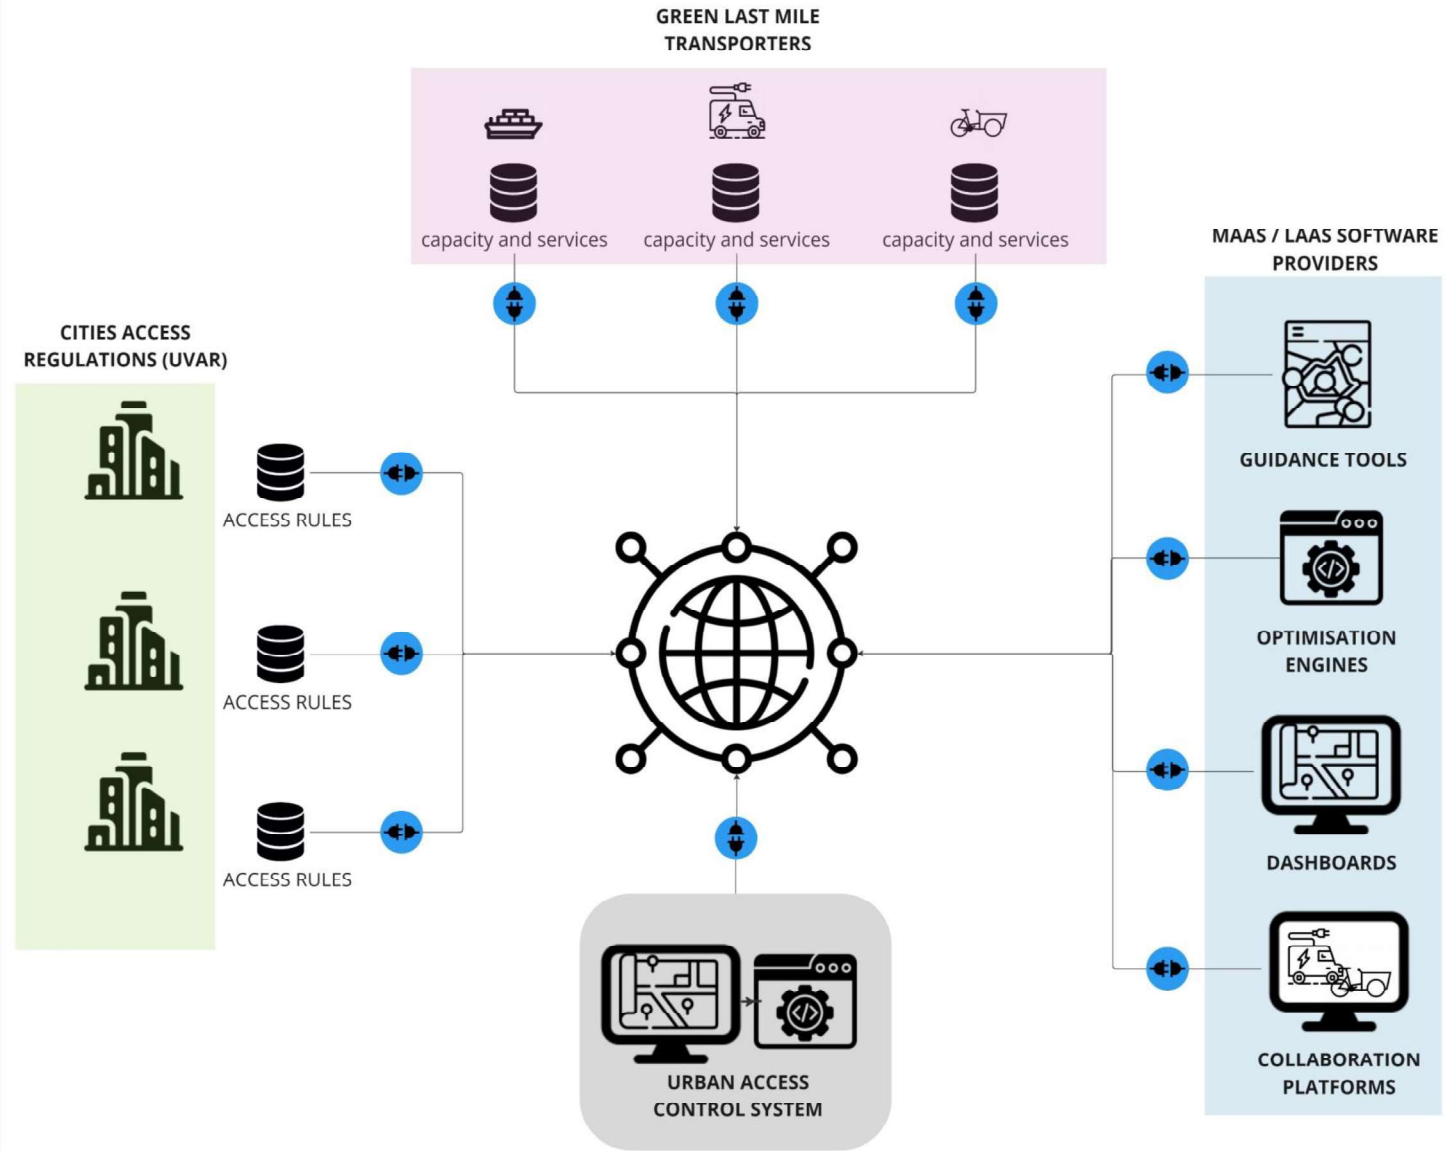 GREEN LAST MILE
TRANSPORTERS
capacity and services
capacity and services
capacity and services
MAAS / LAAS SOFTWARE
PROVIDERS
CITIES ACCESS
REGULATIONS (UVAR)
ACCESS RULES
ACCESS RULES
ACCESS RULES
GUIDANCE TOOLS
OPTIMISATION
ENGINES
DASHBOARDS
COLLABORATION
PLATFORMS
URBAN ACCESS
CONTROL SYSTEM